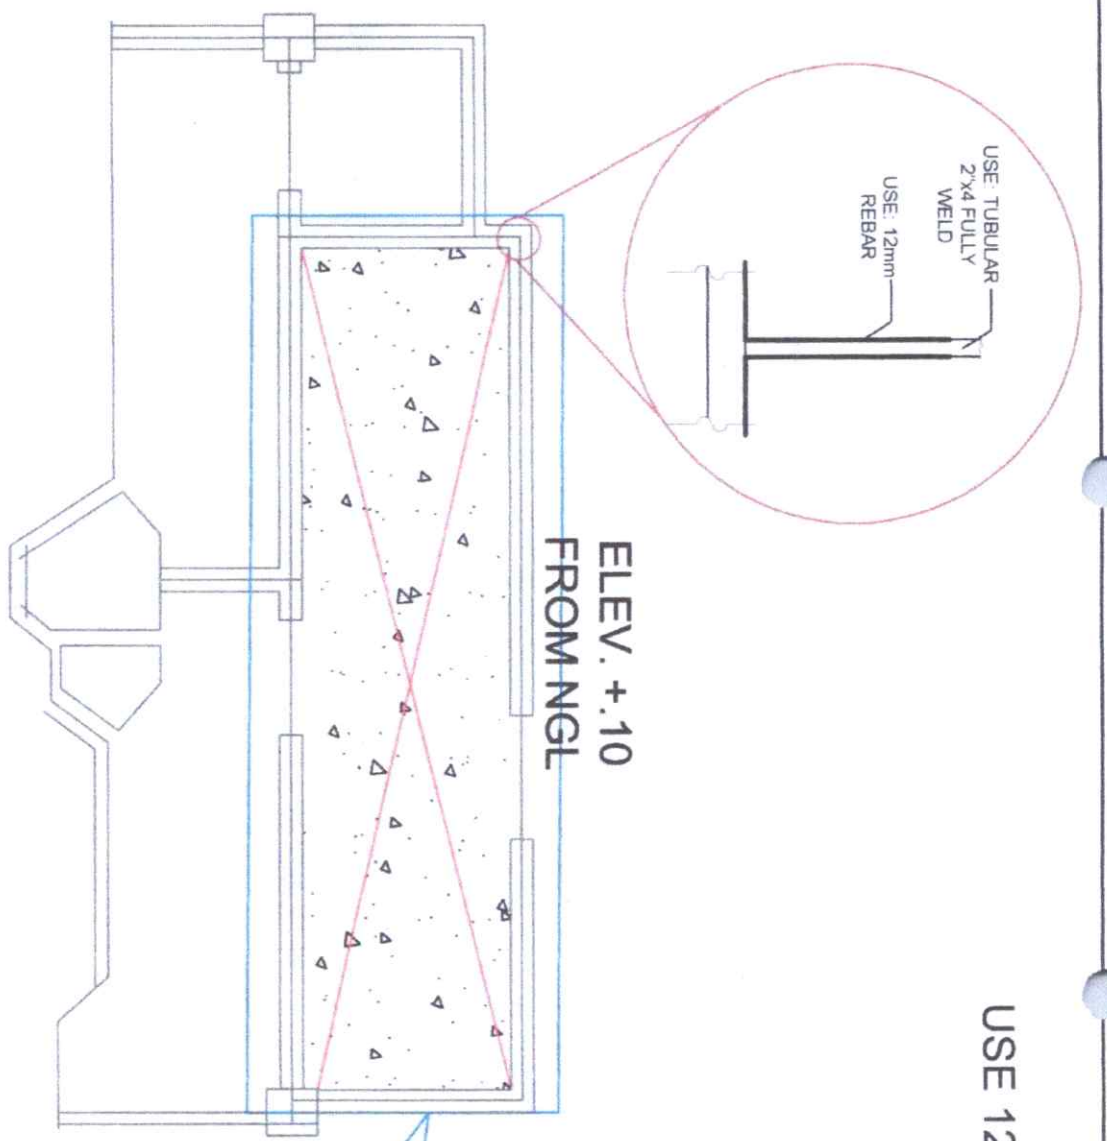 USE: TUBULAR
2"x4 FULLY
WELD
USE: 12mm
REBAR
ELEV. +.10
FROM NGL
USE 12